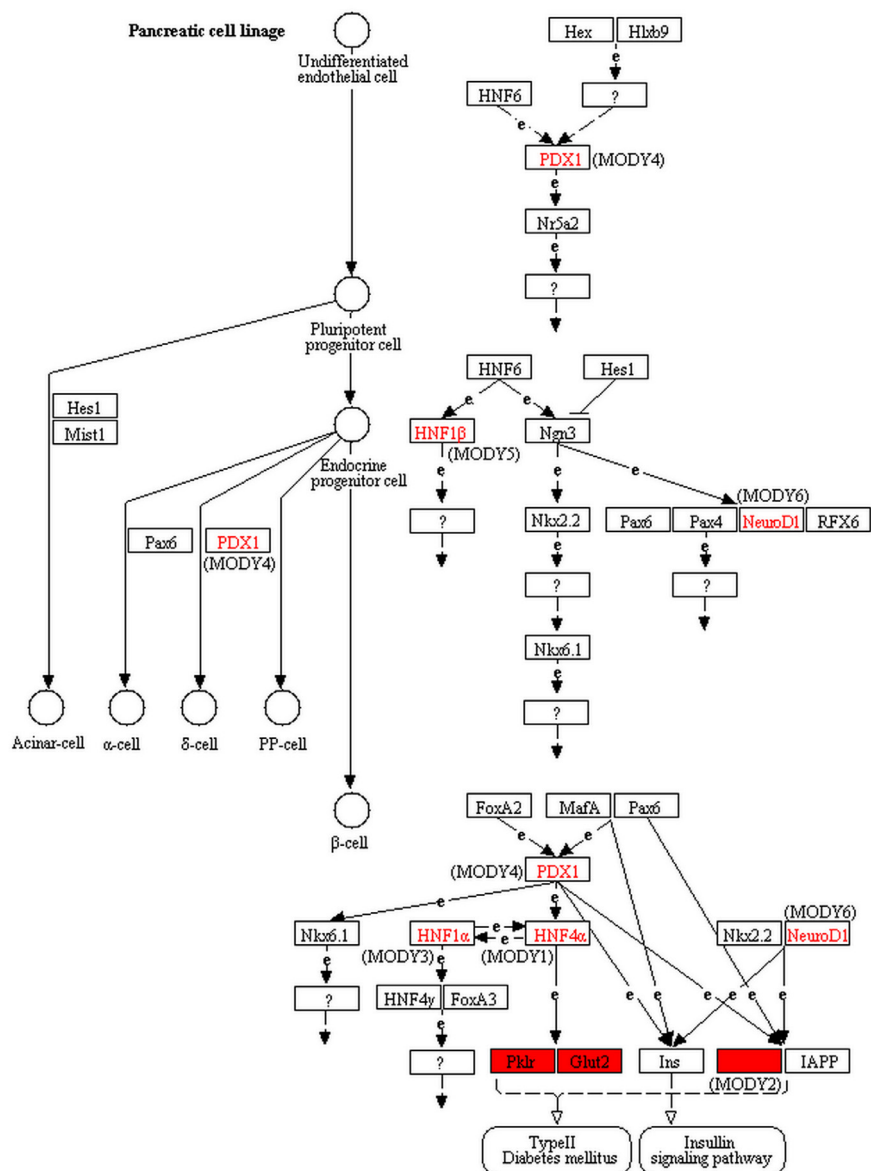 Pancreatic cell linage
Undifferentiated
endothelial cell
Pluripotent
progenitor cell
Hes1
Mist1
Endocrine
progenitor cell
Pax6
PDX1
(MODY4)
Acinar-cell
α-cell
δ-cell
PP-cell
β-cell
Hex
Hlxb9
e
HNF6
?
e
PDX1
(MODY4)
e
Nr5a2
e
?
HNF6
Hes1
e
e
HNF1β
(MODY5)
Ngn3
e
e
e
(MODY6)
?
Nkx2.2
Pax6
Pax4
NeuroD1
RFX6
e
e
?
?
Nkx6.1
e
?
FoxA2
MafA
Pax6
e
e
(MODY4)
PDX1
e
e
(MODY6)
Nkx6.1
HNF1α
e
e
HNF4α
Nkx2.2
NeuroD1
(MODY3)
(MODY1)
e
e
?
HNF4γ
FoxA3
e
e
e
e
e
e
e
?
Pklr
Glut2
Ins
IAPP
(MODY2)
TypeII
Diabetes mellitus
Insullin
signaling pathway